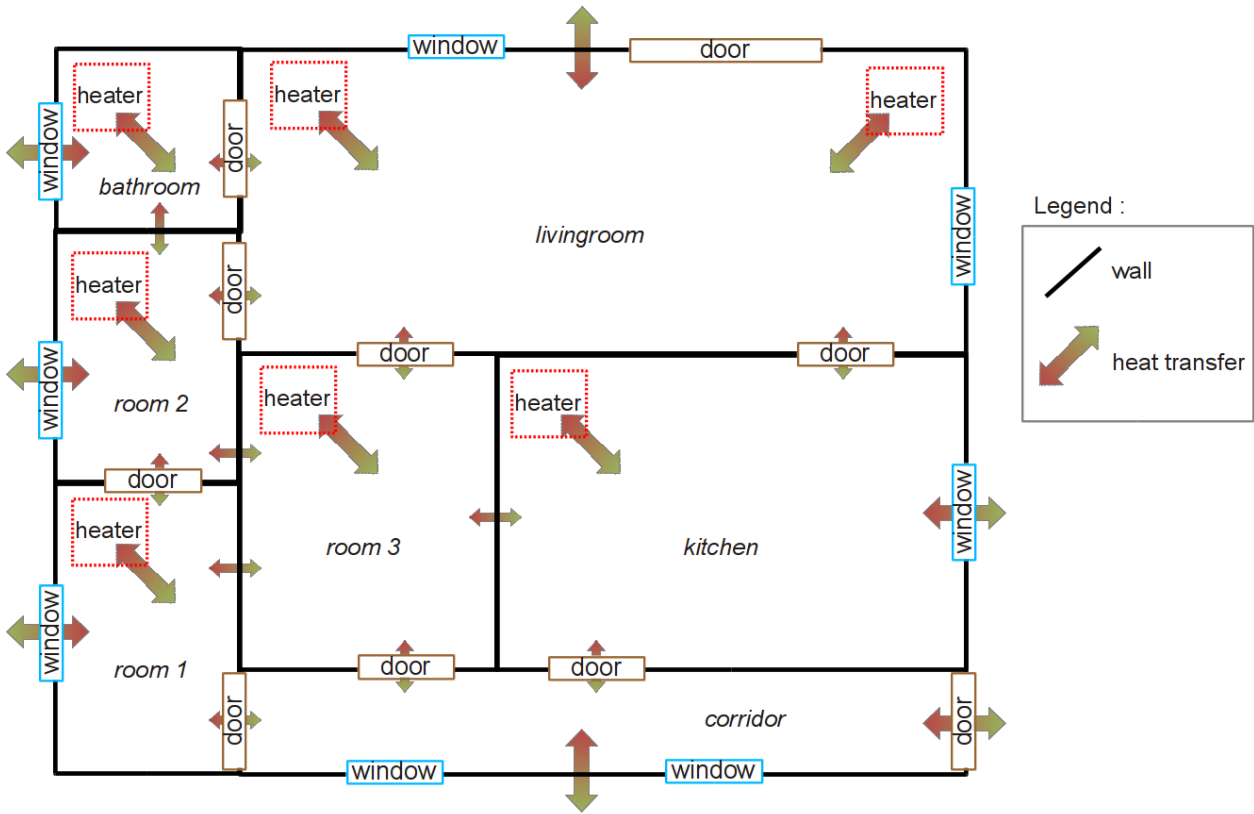 window
door
heater
heater
heater
window
door
bathroom
livingroom
window
Legend :
wall
heat transfer
heater
door
window
room 2
door
door
door
heater
heater
heater
window
room 3
kitchen
window
room 1
door
door
door
corridor
door
window
window